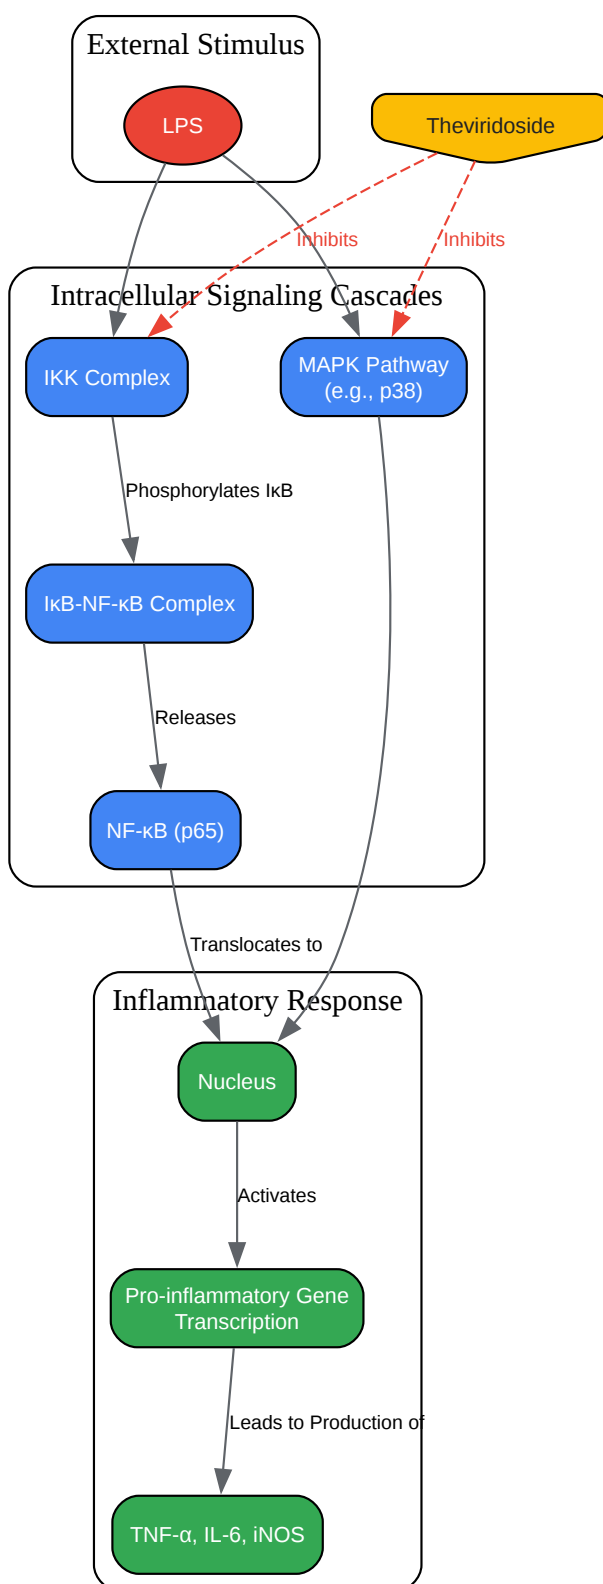 External Stimulus
LPS
Theviridoside
Inhibits
Inhibits
Intracellular Signaling Cascades
IKK Complex
MAPK Pathway
(e.g., p38)
Phosphorylates IκB
IκB-NF-κB Complex
Releases
NF-κB (p65)
Translocates to
Inflammatory Response
Nucleus
Activates
Pro-inflammatory Gene
Transcription
Leads to Production of
TNF-α, IL-6, iNOS